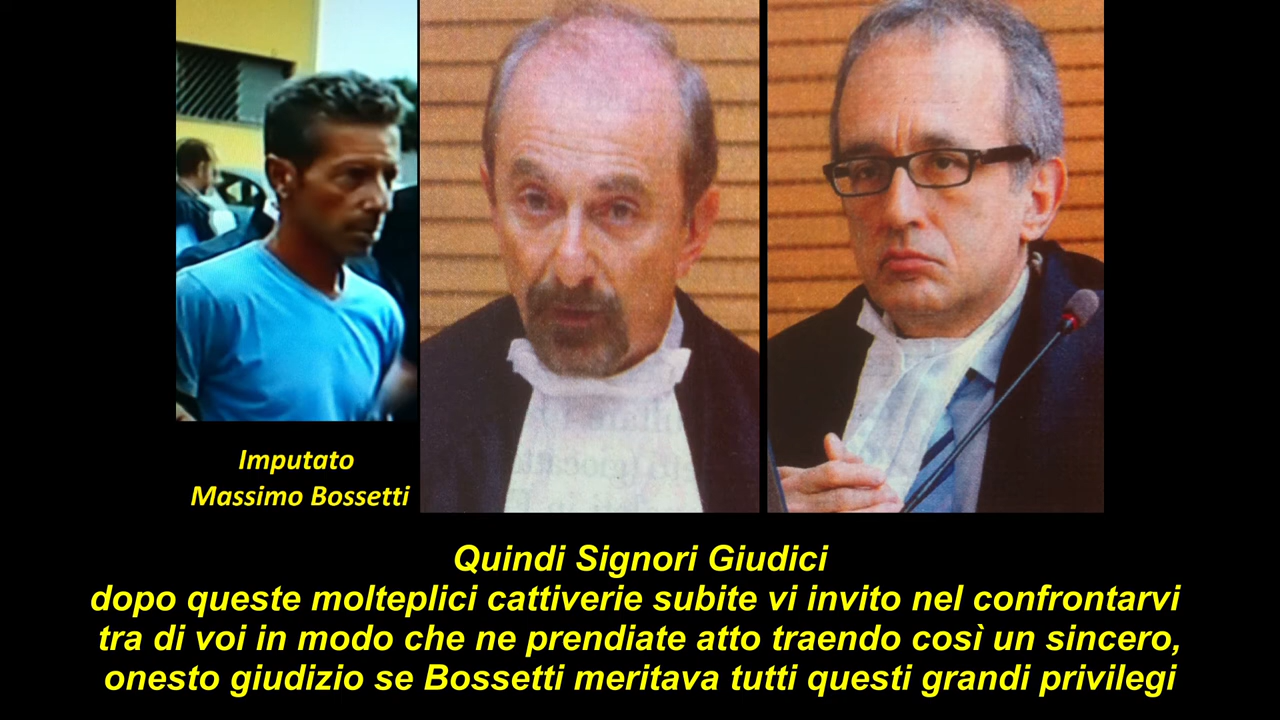 Imputato
Massimo Bossetti
Quindi Signori Giudici
dopo queste molteplici cattiverie subite vi invito nel confrontarvi
tra di voi in modo che ne prendiate atto traendo così un sincero,
onesto giudizio se Bossetti meritava tutti questi grandi privilegi